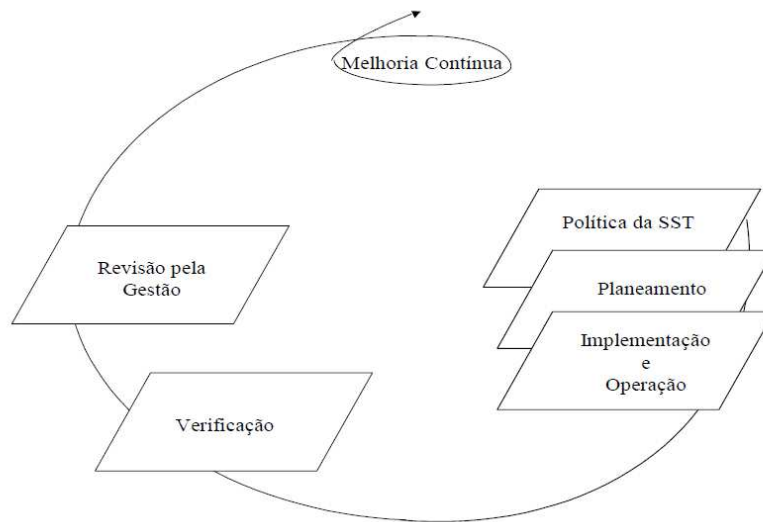 Melhoria Contínua
Política da SST
Revisão pela
Gestão
Planeamento
Implementação
e
Operação
Verificação